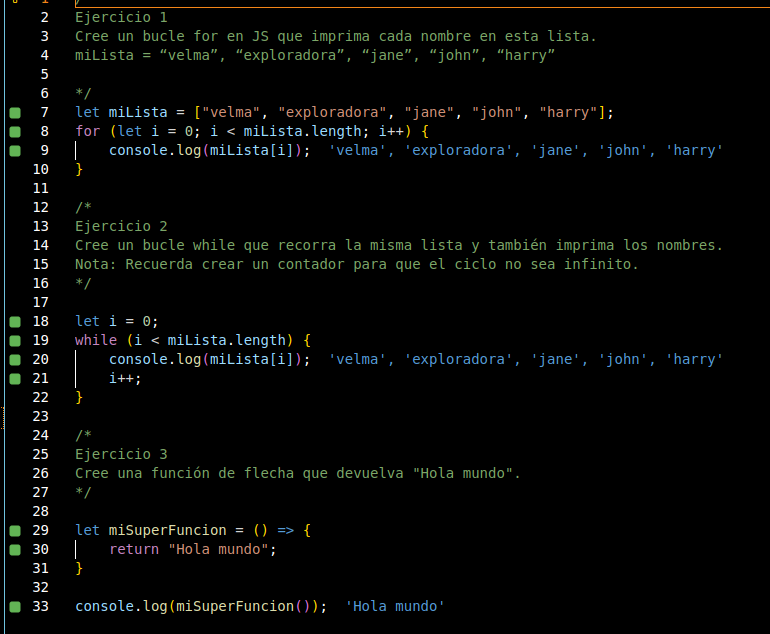 2 Ejercicio 1
3 Cree un bucle for en JS que imprima cada nombre en esta lista.
4 miLista = “velma”, “exploradora”, “jane”, “john”, “harry”
5
6 */
7 let miLista = ["velma", "exploradora", "jane", "john", "harry"];
8 for (let i = 0; i < miLista.length; i++) {
9 console.log(miLista[i]); 'velma', 'exploradora', 'jane', 'john', 'harry'
10 }
11
12 /*
13 Ejercicio 2
14 Cree un bucle while que recorra la misma lista y también imprima los nombres.
15 Nota: Recuerda crear un contador para que el ciclo no sea infinito.
16 */
17
18 let i = 0;
19 while (i < miLista.length) {
20 console.log(miLista[i]); 'velma', 'exploradora', 'jane', 'john', 'harry'
21 i++;
22 }
23
24 /*
25 Ejercicio 3
26 Cree una función de flecha que devuelva "Hola mundo".
27 */
28
29 let miSuperFuncion = () => {
30 return "Hola mundo";
31 }
32
33 console.log(miSuperFuncion()); 'Hola mundo'